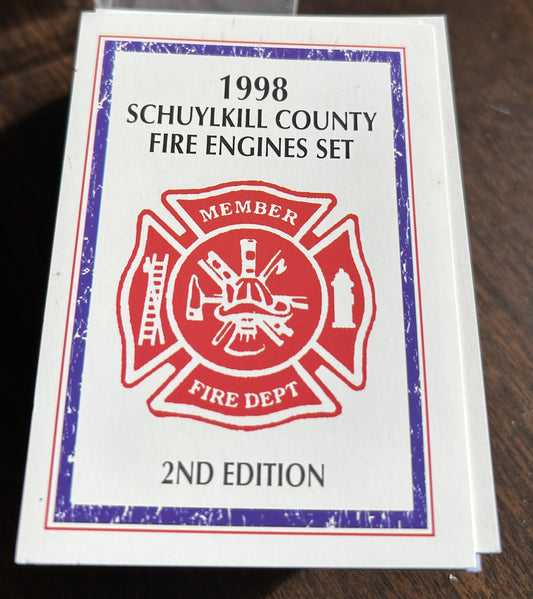 1998
SCHUYLKILL COUNTY
FIRE ENGINES SET
MEMBER
FIRE DEPT
2ND EDITION